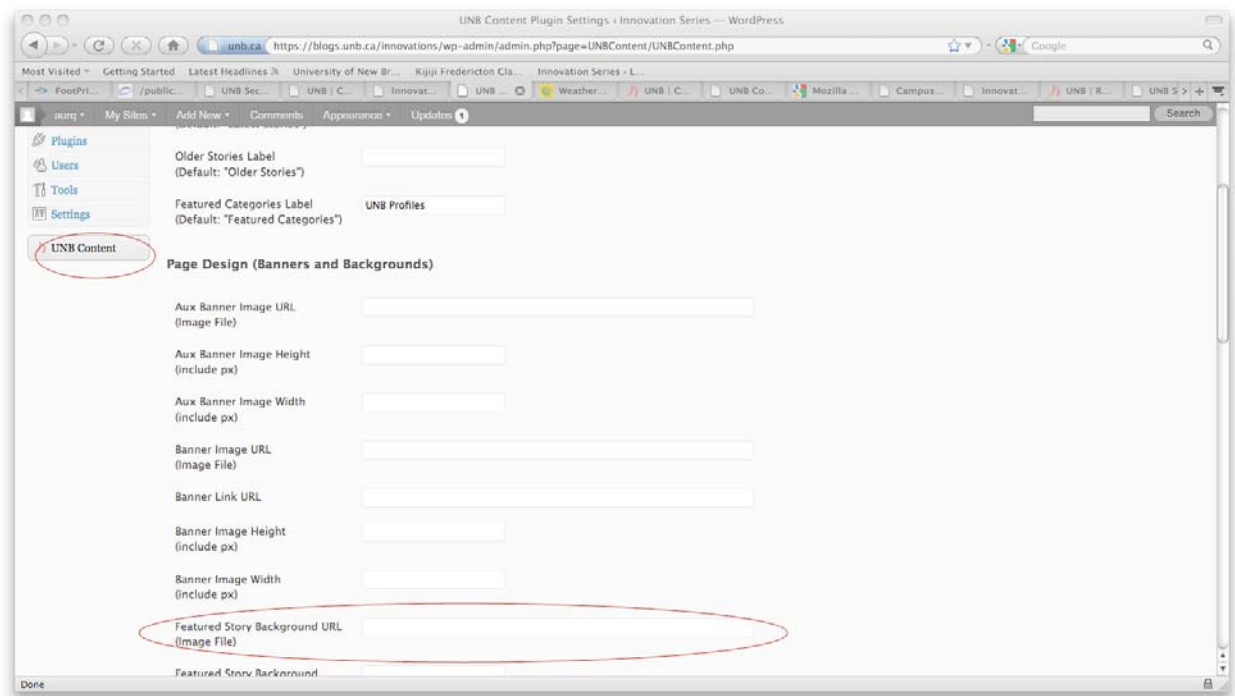 UNB Content Plugin Settings ‹ Innovation Series — WordPress
unb.ca https://blogs.unb.ca/innovations/wp-admin/admin.php?page=UNBContent/UNBContent.php Google
Most Visited Getting Started Latest Headlines University of New Br... Kijiji Fredericton Cla... Innovation Series › L...
FootPri... /public... UNB Sec... UNB | C... Innovat... UNB ... Weather... UNB | C... UNB Co... Mozilla ... Campus... Innovat... UNB | R... UNB S
aurq My Sites Add New Comments Appearance Updates 1 Search
(Default: "Latest Stories")
Plugins
Users
Tools
Settings
UNB Content
Older Stories Label
(Default: "Older Stories")
Featured Categories Label
(Default: "Featured Categories")
UNB Profiles
Page Design (Banners and Backgrounds)
Aux Banner Image URL
(Image File)
Aux Banner Image Height
(include px)
Aux Banner Image Width
(include px)
Banner Image URL
(Image File)
Banner Link URL
Banner Image Height
(include px)
Banner Image Width
(include px)
Featured Story Background URL
(Image File)
Featured Story Background
Done